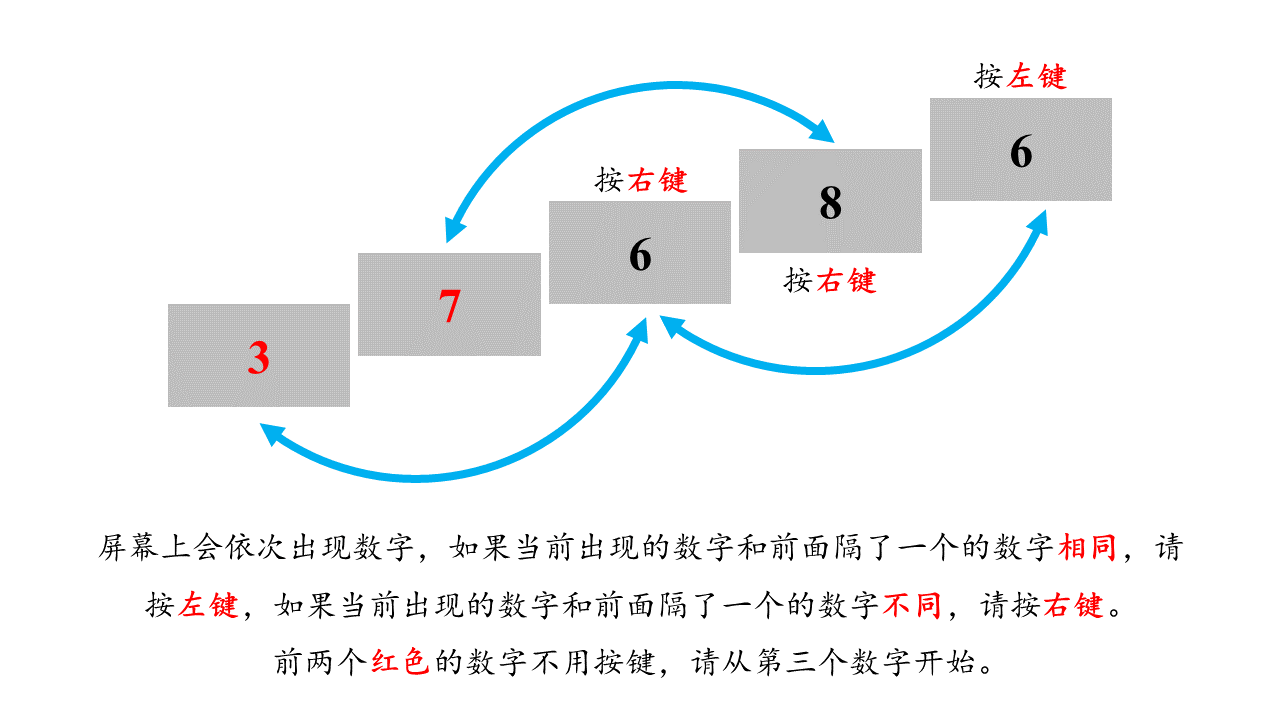 按左键
6
按右键
8
6
按右键
7
3
屏幕上会依次出现数字，如果当前出现的数字和前面隔了一个的数字相同，请
按左键，如果当前出现的数字和前面隔了一个的数字不同，请按右键。
前两个红色的数字不用按键，请从第三个数字开始。